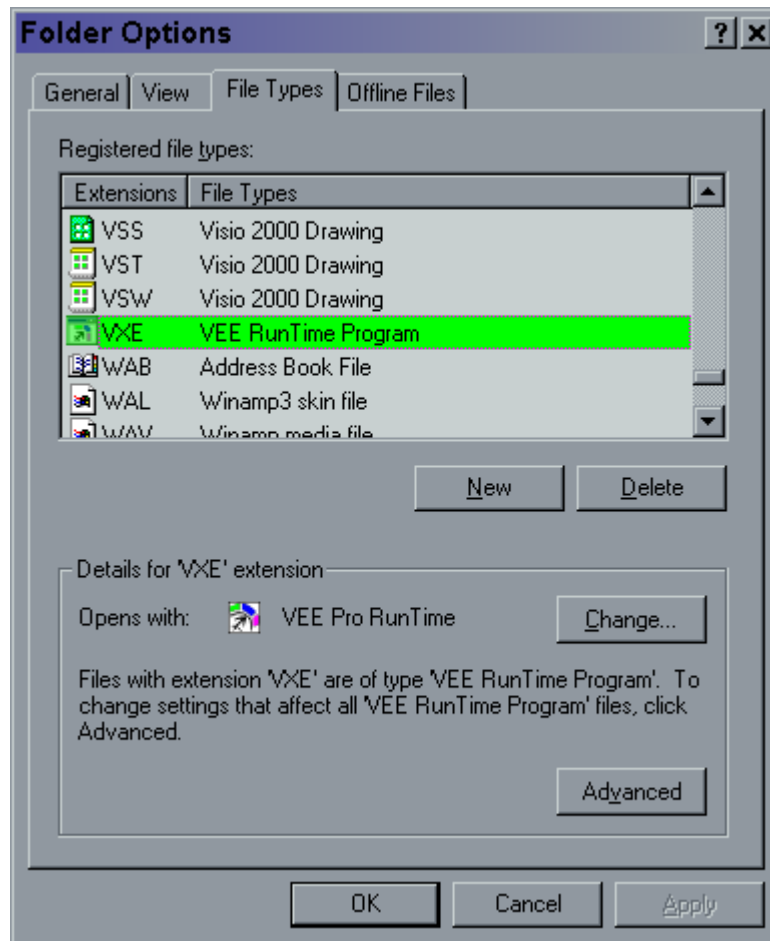 Folder Options
General View File Types Offline Files
Registered file types:
Extensions File Types
VSS Visio 2000 Drawing
VST Visio 2000 Drawing
VSW Visio 2000 Drawing
VXE VEE RunTime Program
WAB Address Book File
WAL Winamp3 skin file
WAV Winamp media file
New Delete
Details for 'VXE' extension
Opens with: VEE Pro RunTime Change...
Files with extension 'VXE' are of type 'VEE RunTime Program'. To
change settings that affect all 'VEE RunTime Program' files, click
Advanced.
Advanced
OK Cancel Apply